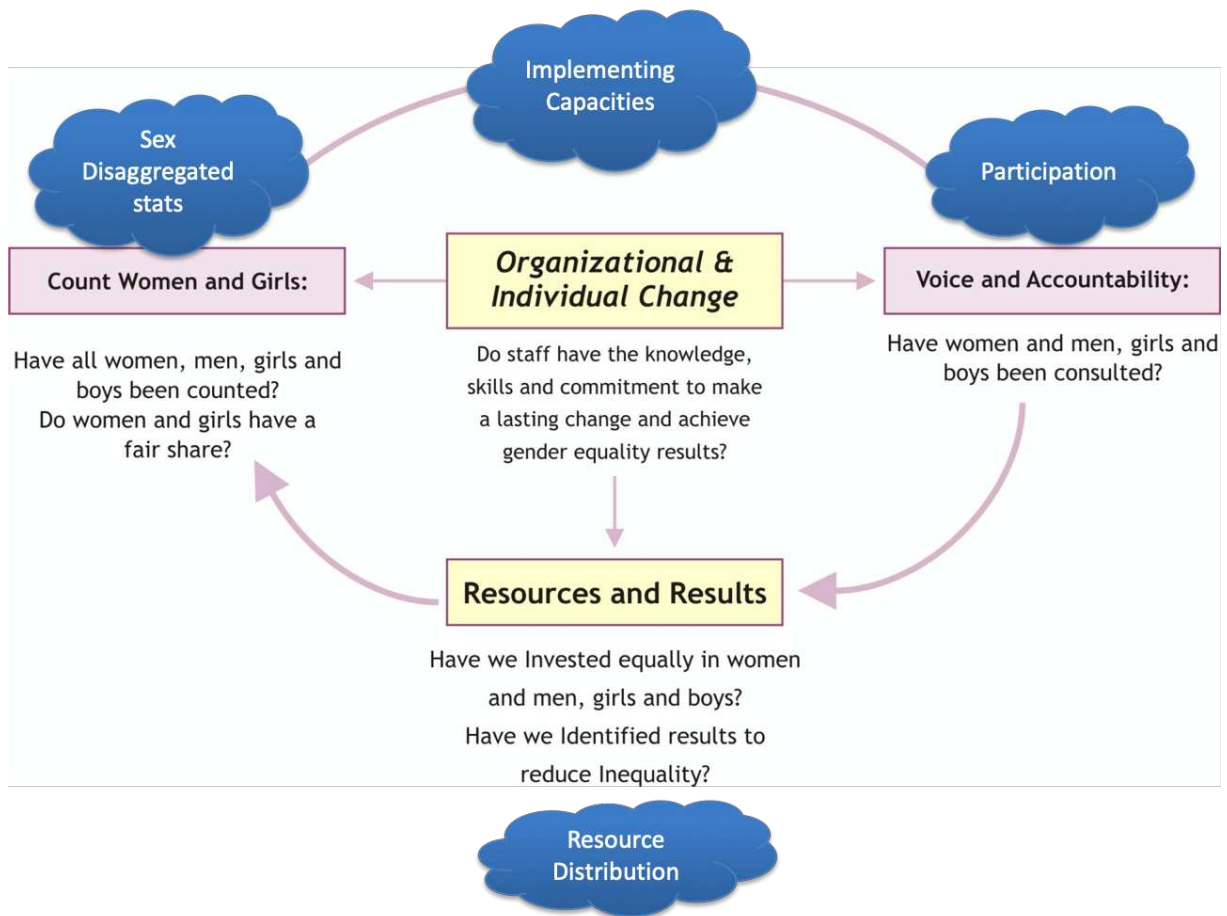 Implementing
Capacities
Sex
Disaggregated
stats
Participation
Count Women and Girls:
Organizational &
Individual Change
Voice and Accountability:
Have all women, men, girls and
boys been counted?
Do women and girls have a
fair share?
Do staff have the knowledge,
skills and commitment to make
a lasting change and achieve
gender equality results?
Have women and men, girls and
boys been consulted?
Resources and Results
Have we Invested equally in women
and men, girls and boys?
Have we Identified results to
reduce Inequality?
Resource
Distribution